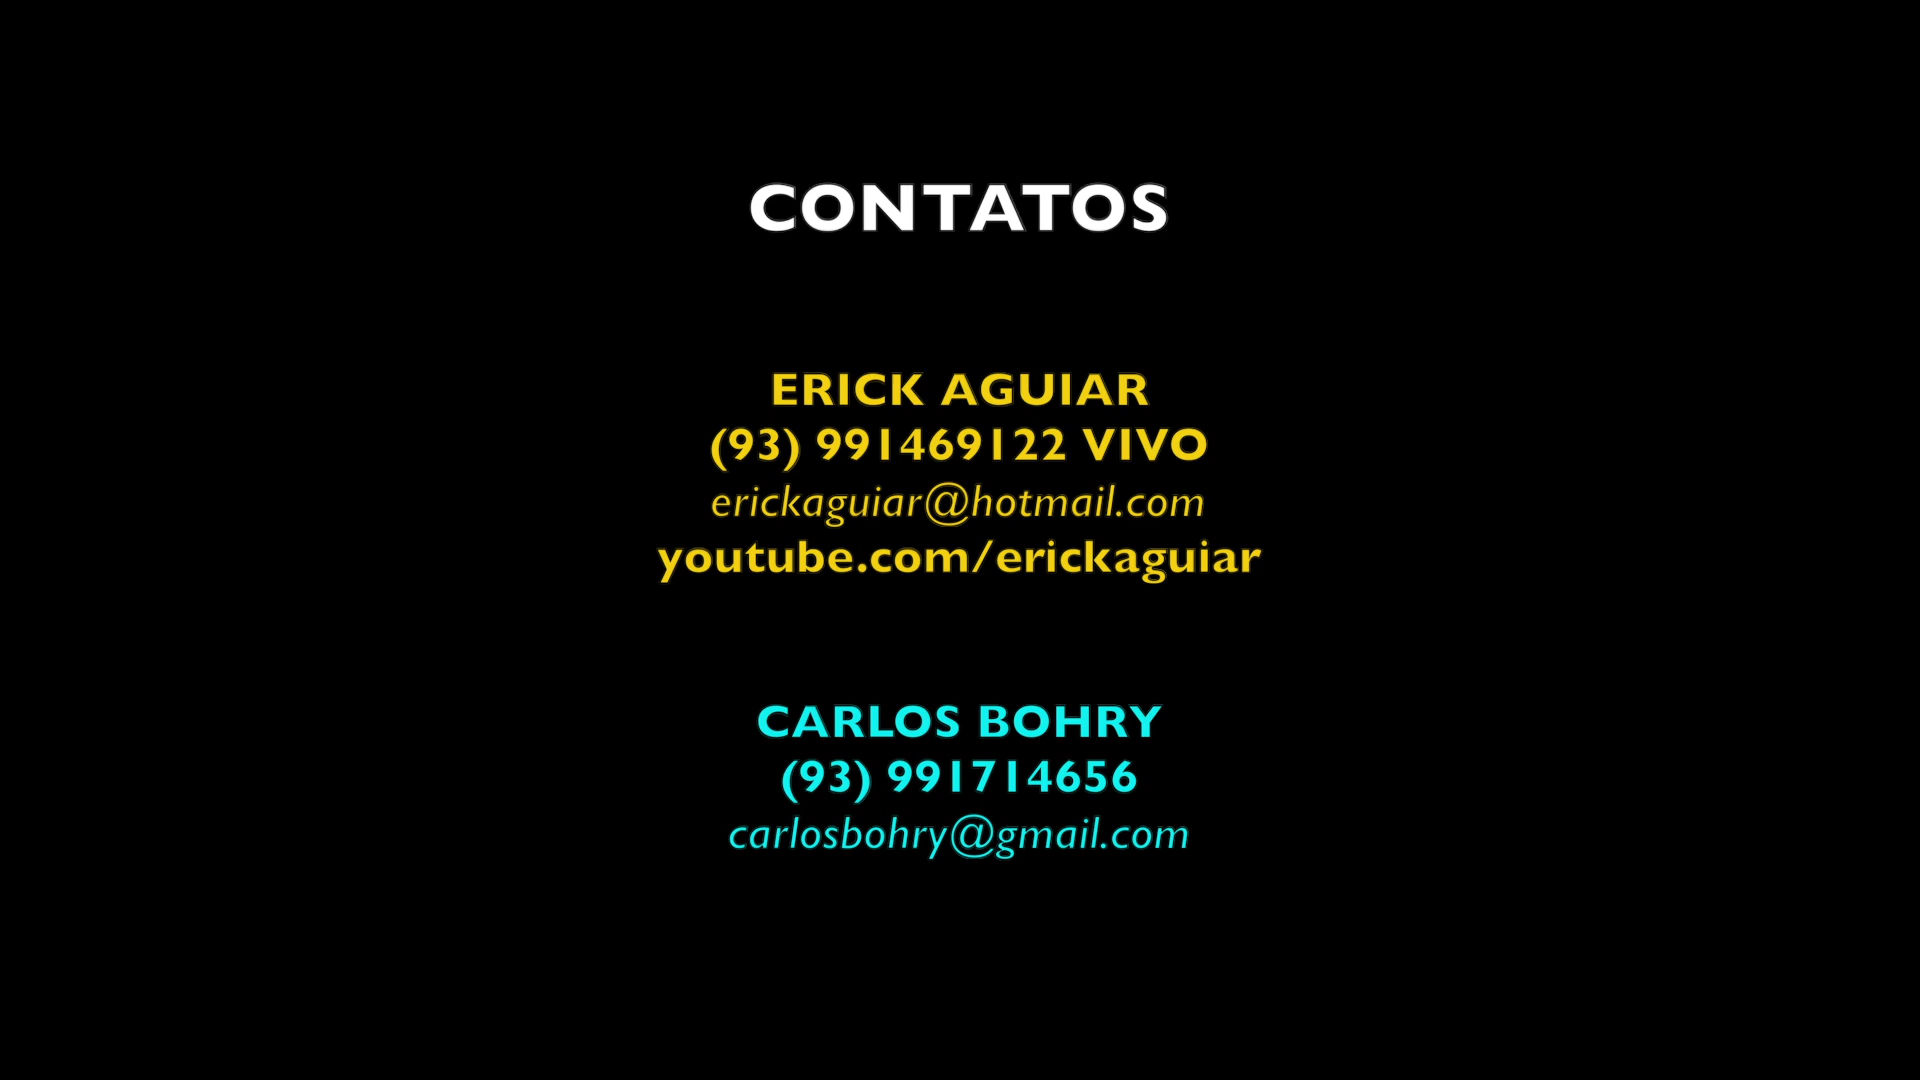 CONTATOS
ERICK AGUIAR
(93) 991469122 VIVO
erickaguiar@hotmail.com
youtube.com/erickaguiar
CARLOS BOHRY
(93) 991714656
carlosbohry@gmail.com